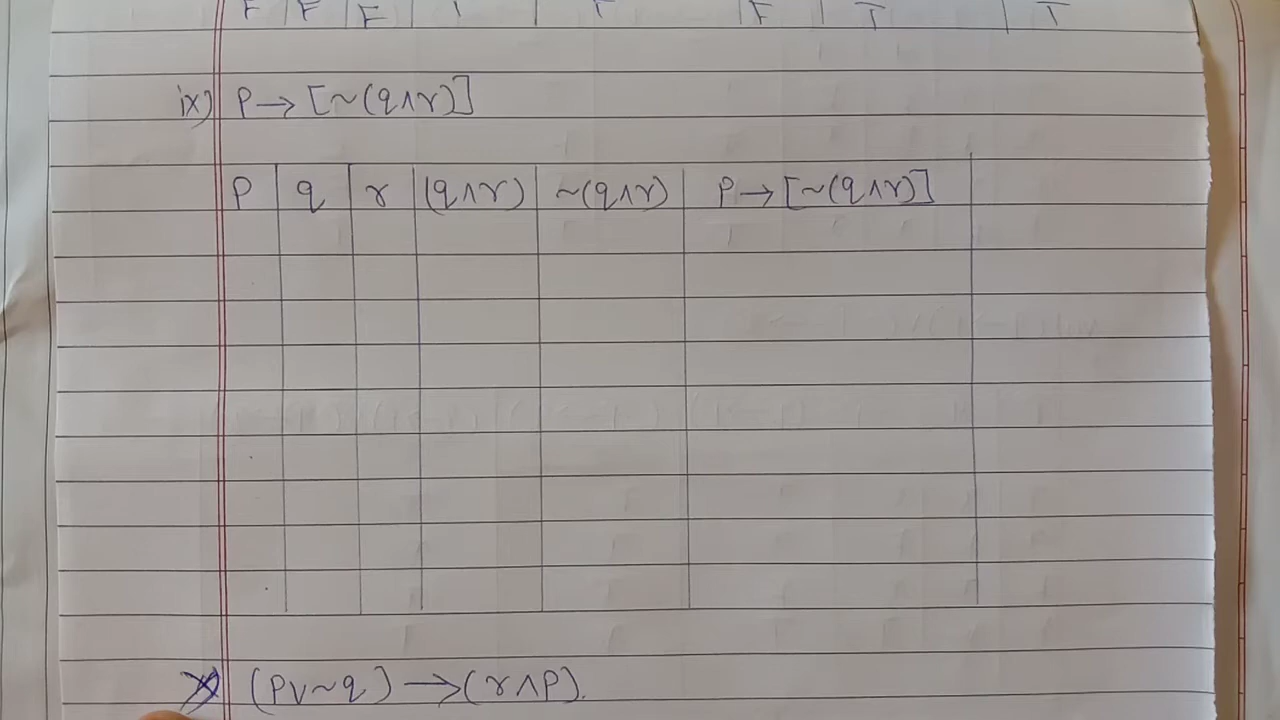 F F F T F F T T
ix) p → [~(q∧r)]
p q r (q∧r) ~(q∧r) p → [~(q∧r)]
(p∨~q) → (r∧p).